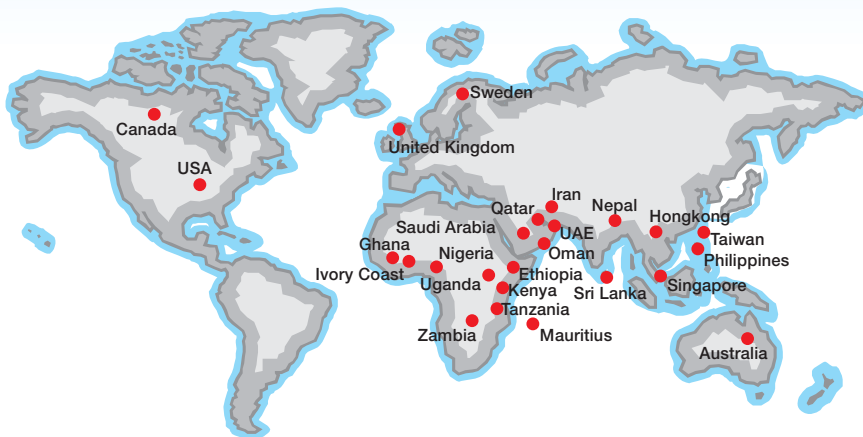 Sweden
Canada
United Kingdom
USA
Iran
Qatar
Nepal
Saudi Arabia
Hongkong
UAE
Taiwan
Ghana
Nigeria
Oman
Philippines
Ivory Coast
Ethiopia
Uganda
Kenya
Sri Lanka
Singapore
Tanzania
Zambia
Mauritius
Australia